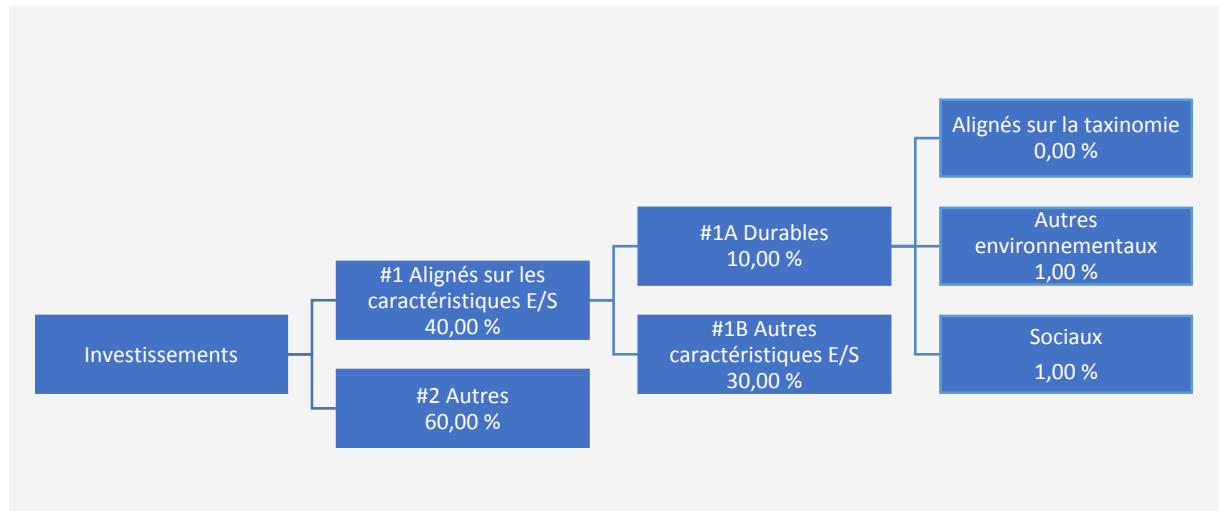 Investissements
#1 Alignés sur les
caractéristiques E/S
40,00 %
#2 Autres
60,00 %
#1A Durables
10,00 %
#1B Autres
caractéristiques E/S
30,00 %
Alignés sur la taxinomie
0,00 %
Autres
environnementaux
1,00 %
Sociaux
1,00 %